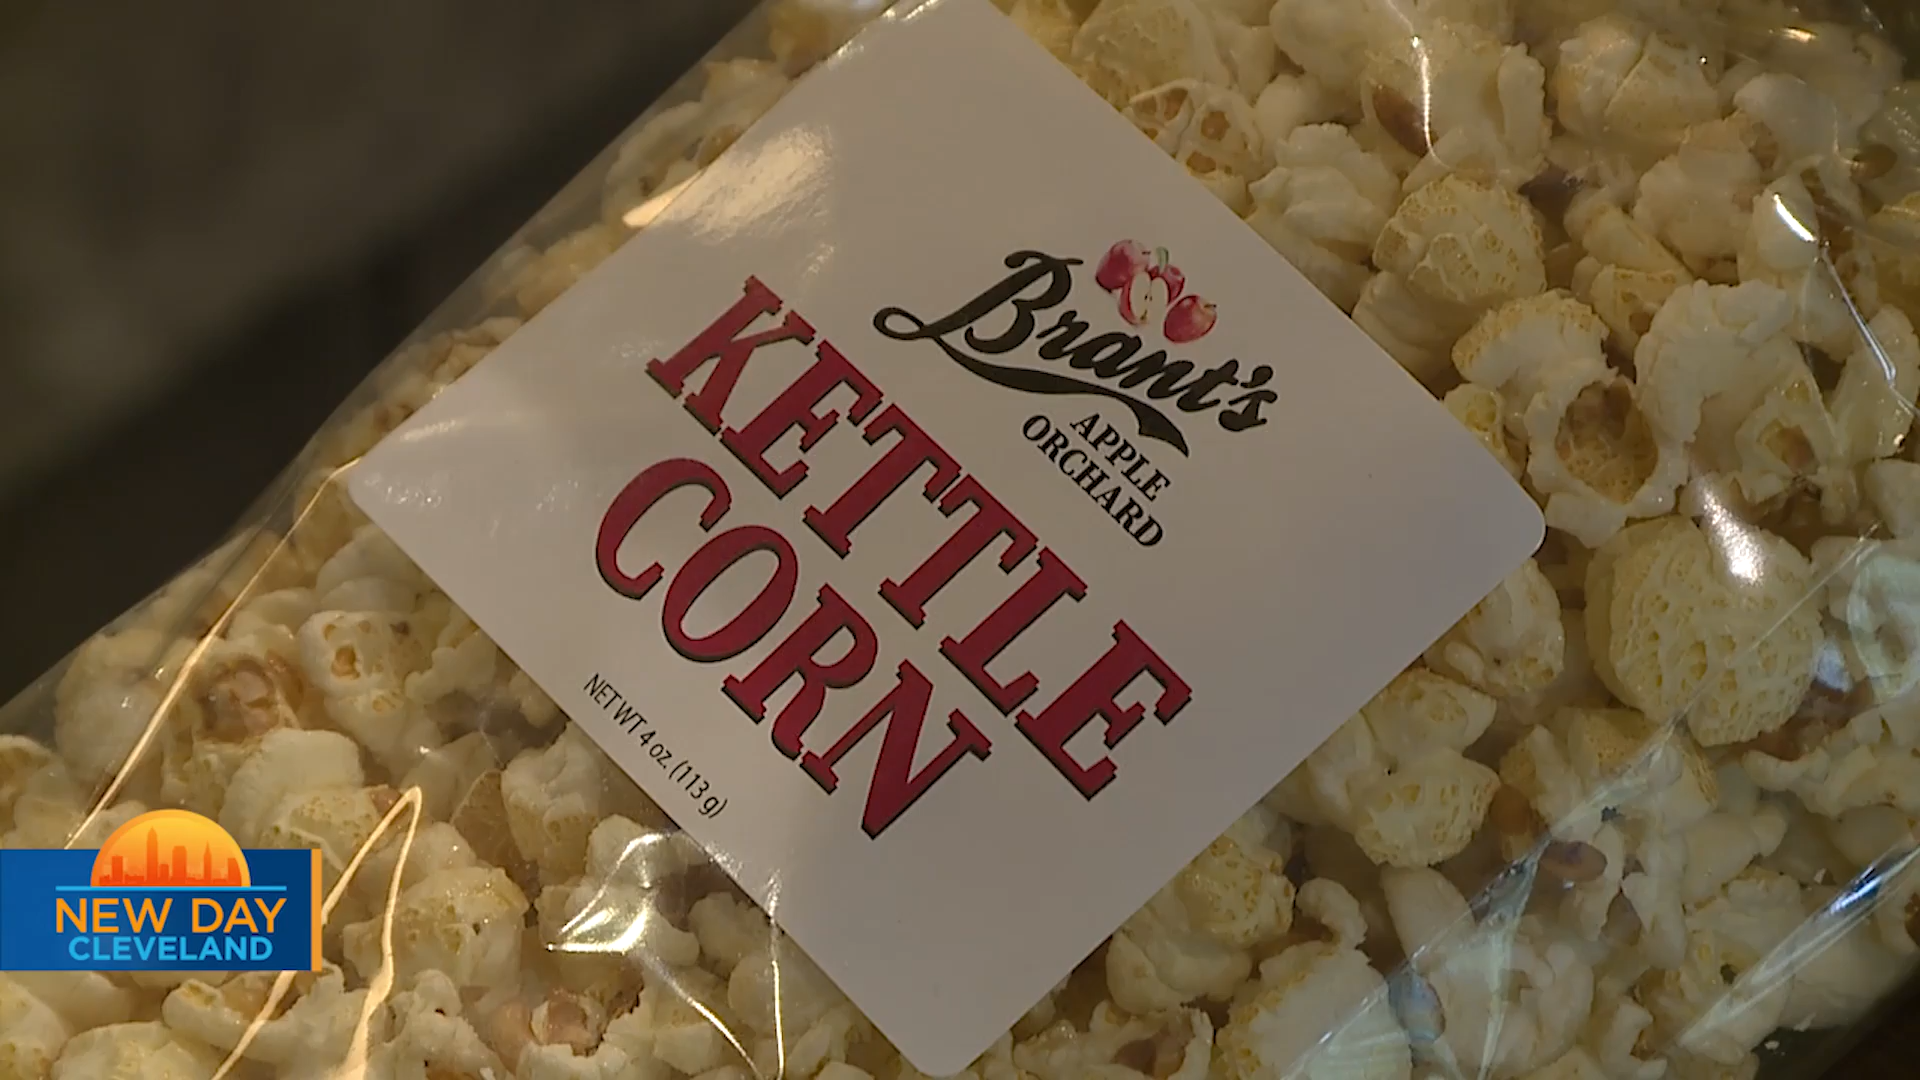 Brant's
APPLE
ORCHARD
KETTLE
CORN
NET WT 4 oz. (113 g)
NEW DAY
CLEVELAND